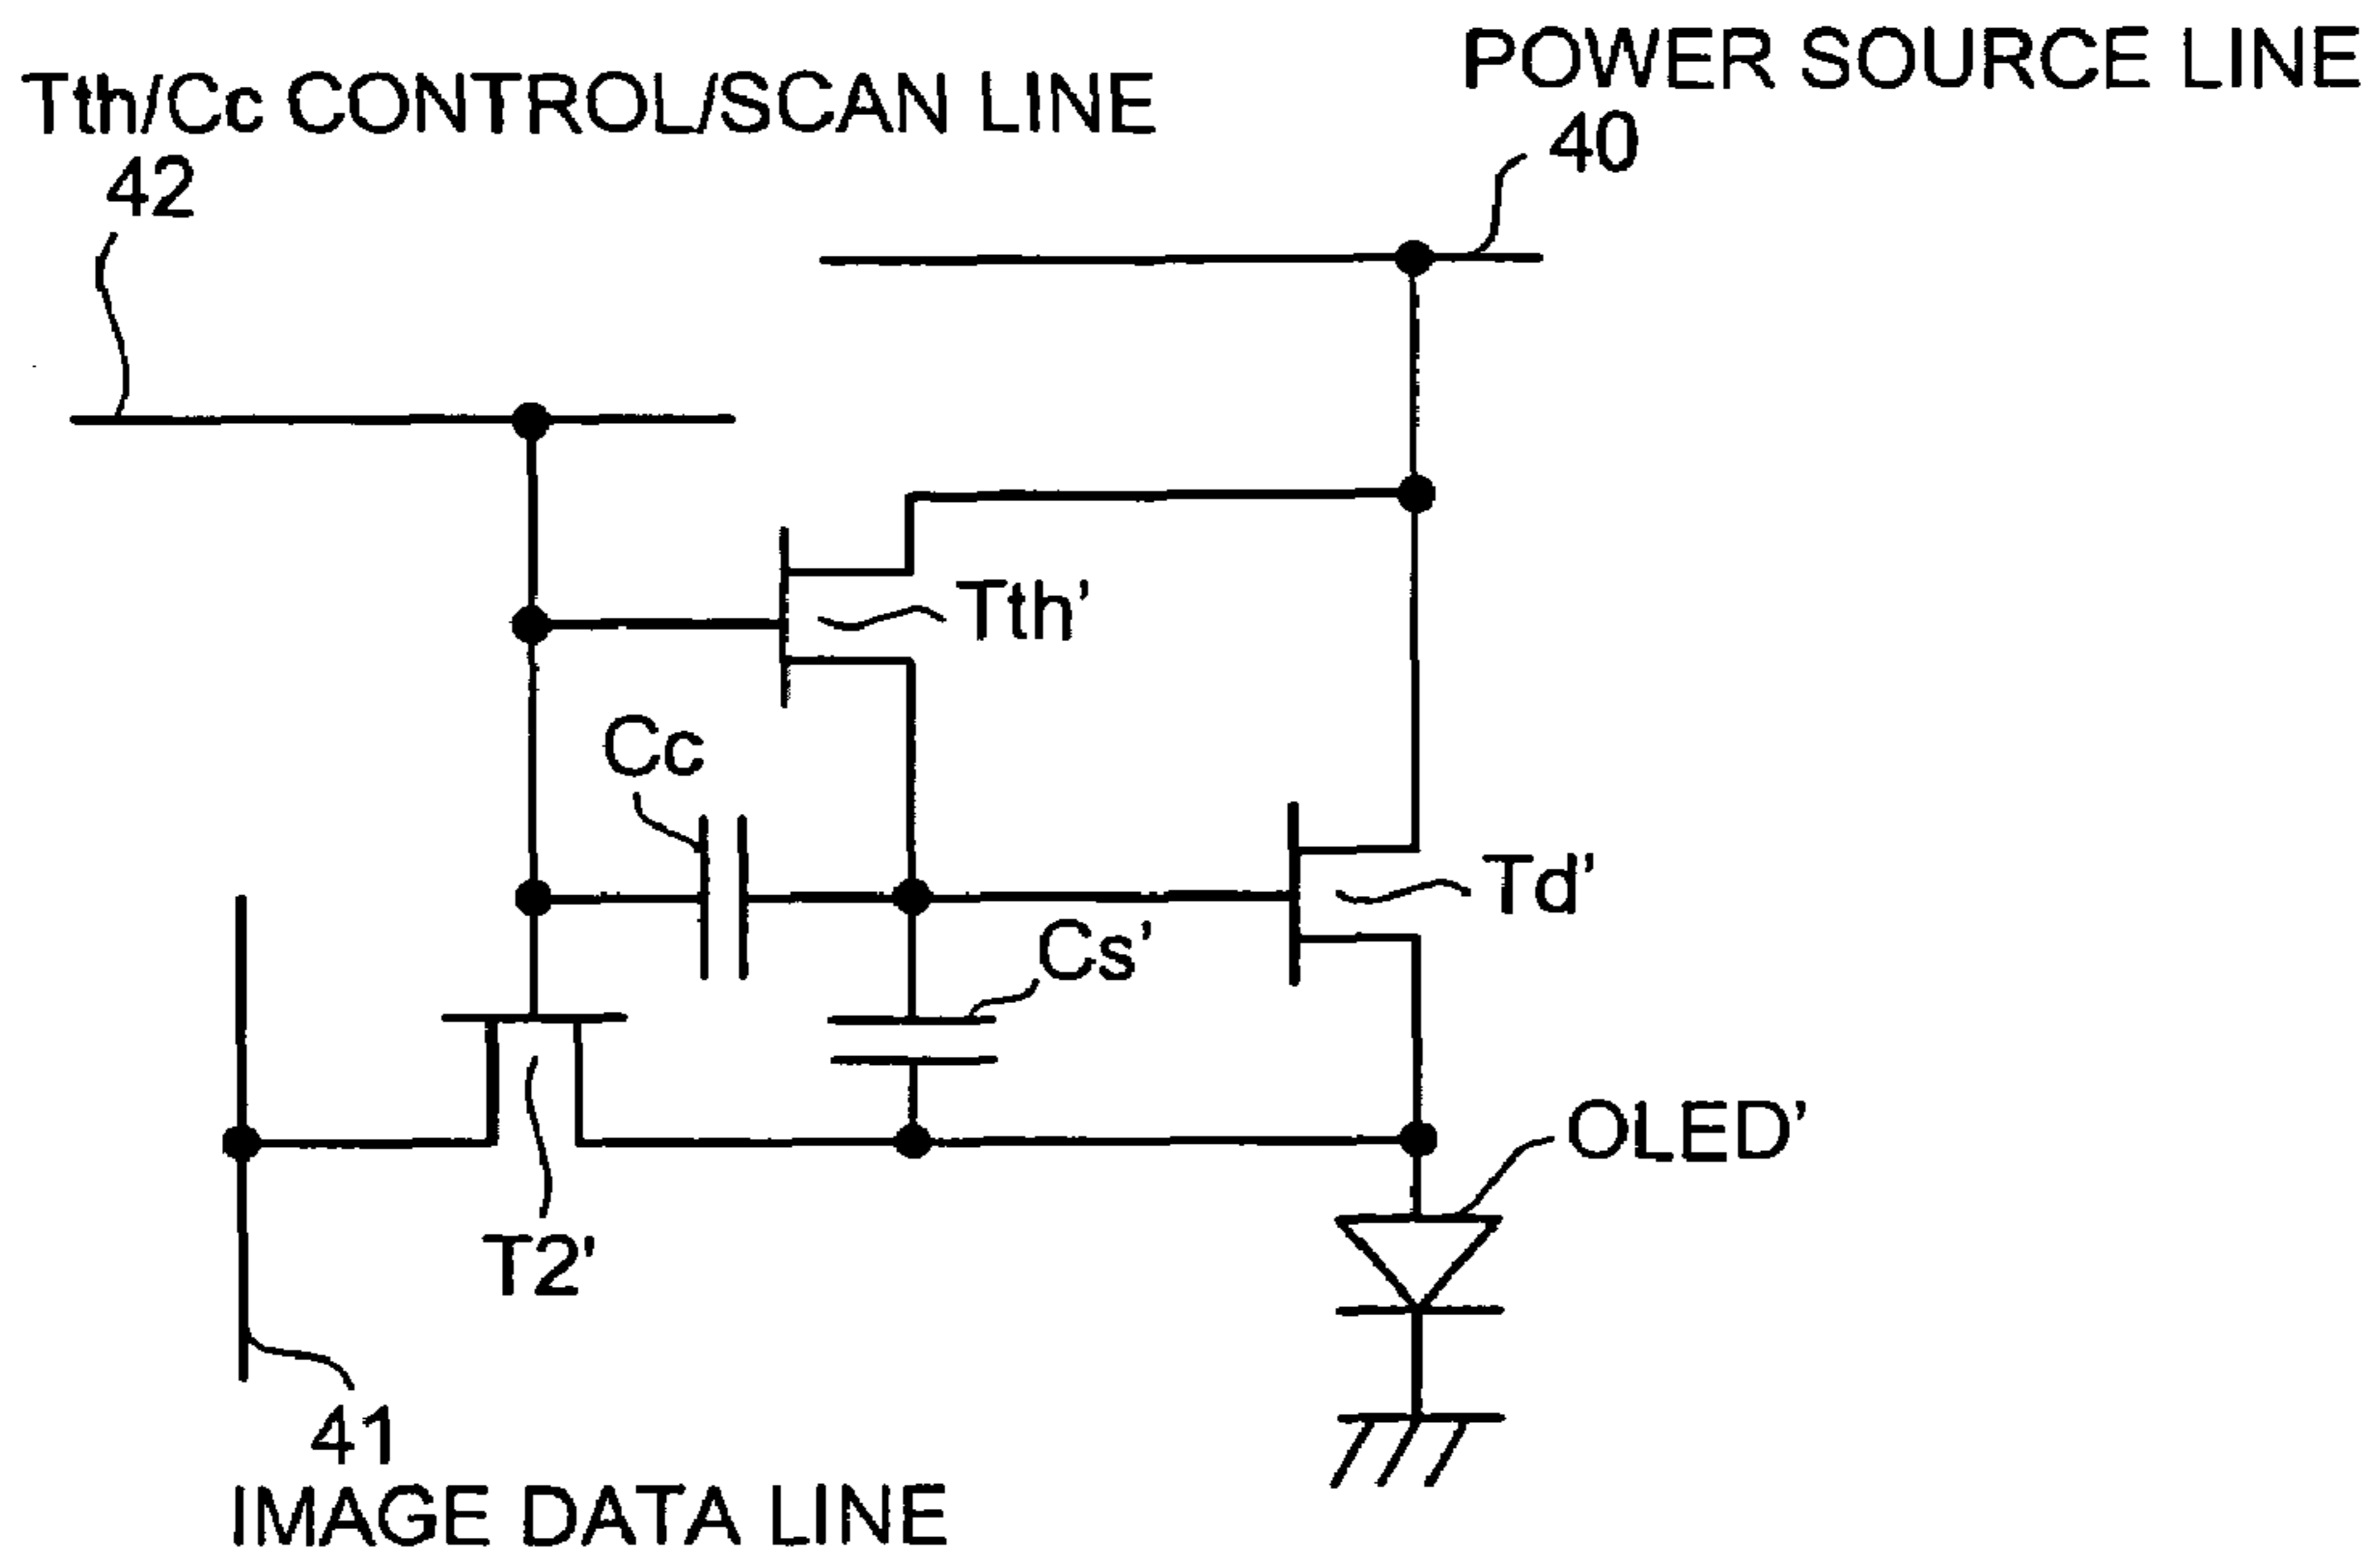 POWER SOURCE LINE
40
Tth/Cc CONTROL/SCAN LINE
42
Tth'
Cc
Td'
Cs'
OLED'
T2'
41
IMAGE DATA LINE